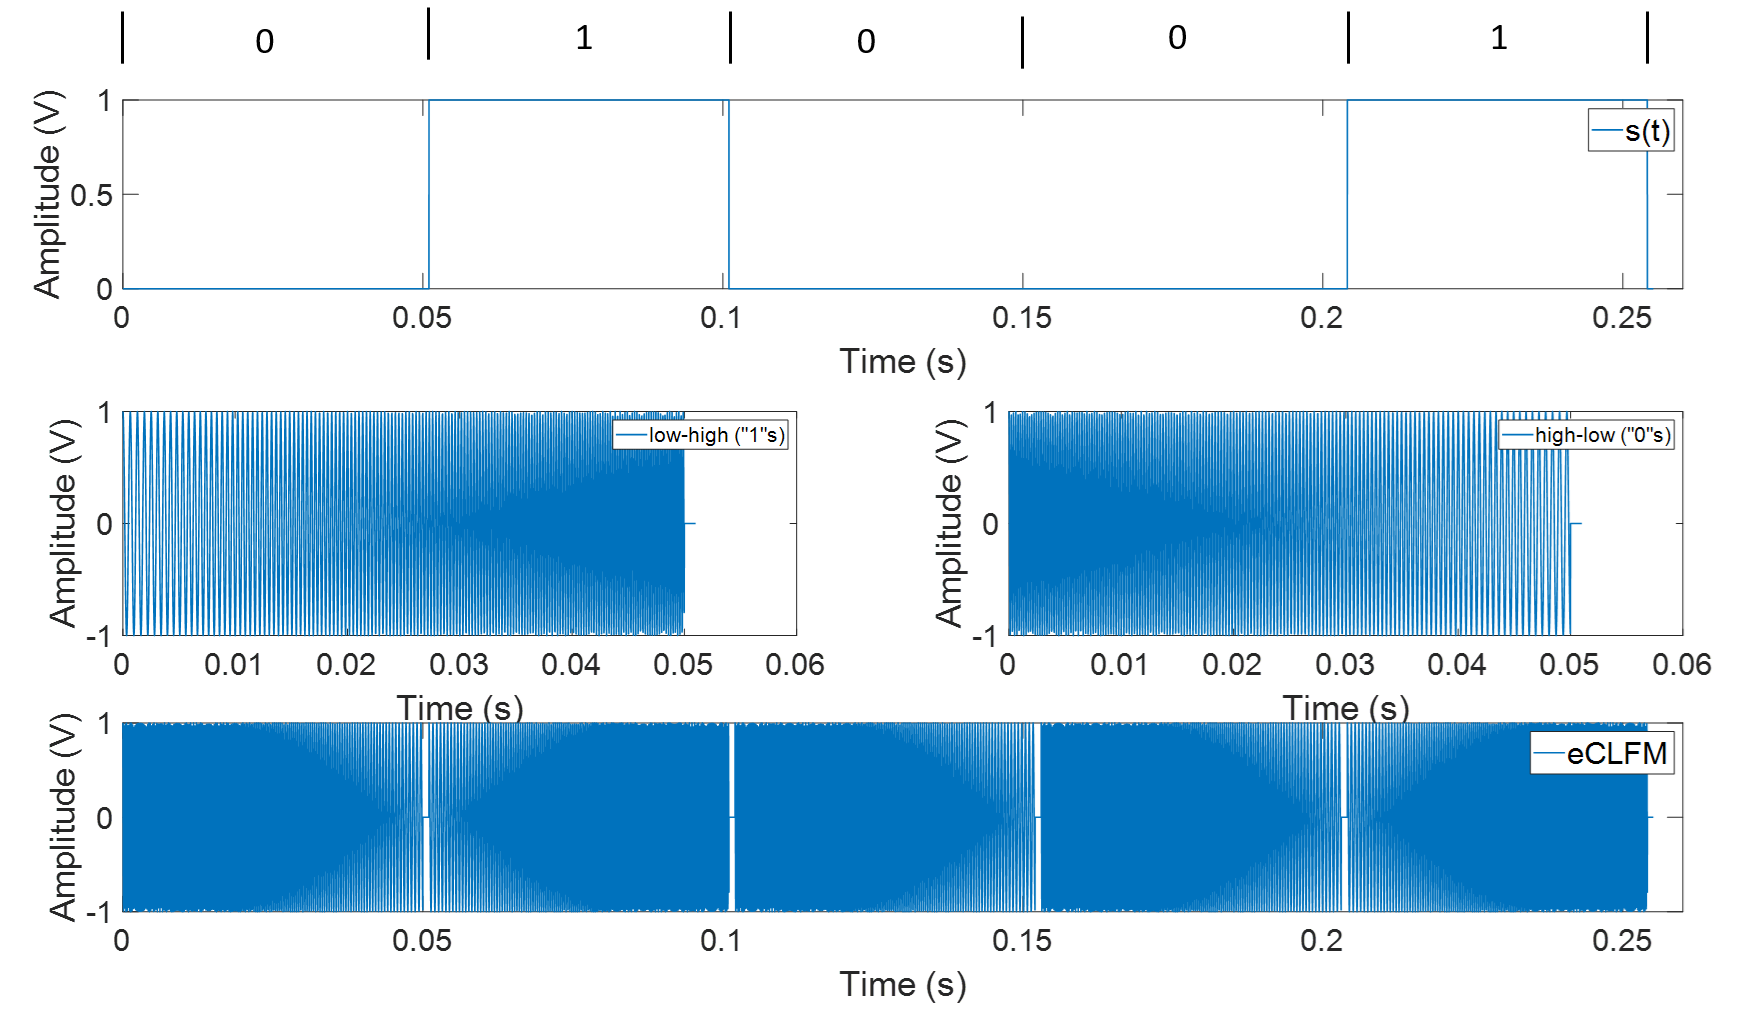 0 1 0 0 1
Amplitude (V)
1
0.5
0
s(t)
0 0.05 0.1 0.15 0.2 0.25
Time (s)
Amplitude (V)
1
0
-1
low-high ("1"s)
0 0.01 0.02 0.03 0.04 0.05 0.06
Time (s)
Amplitude (V)
1
0
-1
high-low ("0"s)
0 0.01 0.02 0.03 0.04 0.05 0.06
Time (s)
Amplitude (V)
1
0
-1
eCLFM
0 0.05 0.1 0.15 0.2 0.25
Time (s)